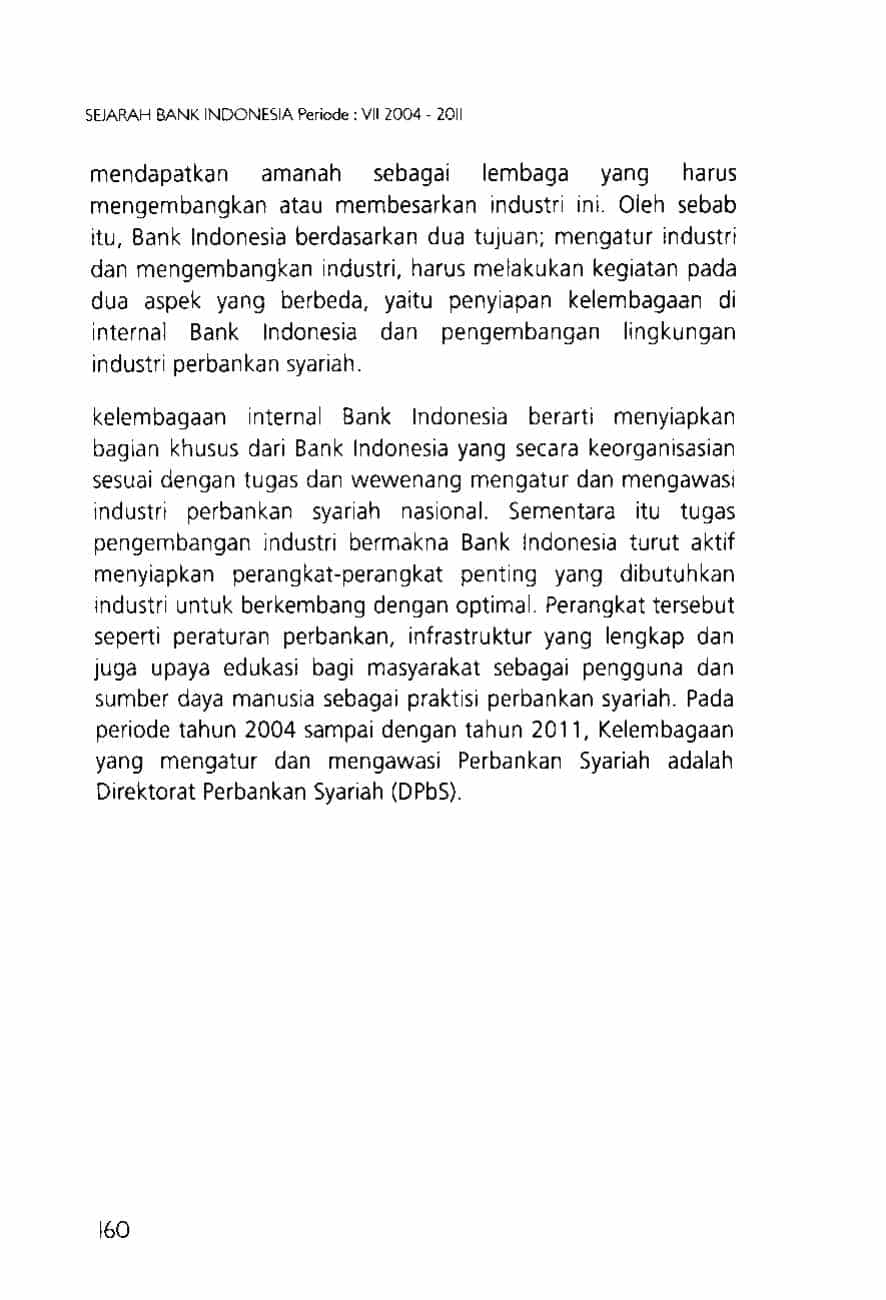 SEJARAH BANK INDONESIA Periode : VII 2004 - 2011
mendapatkan amanah sebagai lembaga yang harus
mengembangkan atau membesarkan industri ini. Oleh sebab
itu, Bank Indonesia berdasarkan dua tujuan; mengatur industri
dan mengembangkan industri, harus melakukan kegiatan pada
dua aspek yang berbeda, yaitu penyiapan kelembagaan di
internal Bank Indonesia dan pengembangan lingkungan
industri perbankan syariah.
kelembagaan internal Bank Indonesia berarti menyiapkan
bagian khusus dari Bank Indonesia yang secara keorganisasian
sesuai dengan tugas dan wewenang mengatur dan mengawasi
industri perbankan syariah nasional. Sementara itu tugas
pengembangan industri bermakna Bank Indonesia turut aktif
menyiapkan perangkat-perangkat penting yang dibutuhkan
industri untuk berkembang dengan optimal. Perangkat tersebut
seperti peraturan perbankan, infrastruktur yang lengkap dan
juga upaya edukasi bagi masyarakat sebagai pengguna dan
sumber daya manusia sebagai praktisi perbankan syariah. Pada
periode tahun 2004 sampai dengan tahun 2011, Kelembagaan
yang mengatur dan mengawasi Perbankan Syariah adalah
Direktorat Perbankan Syariah (DPbS).
160